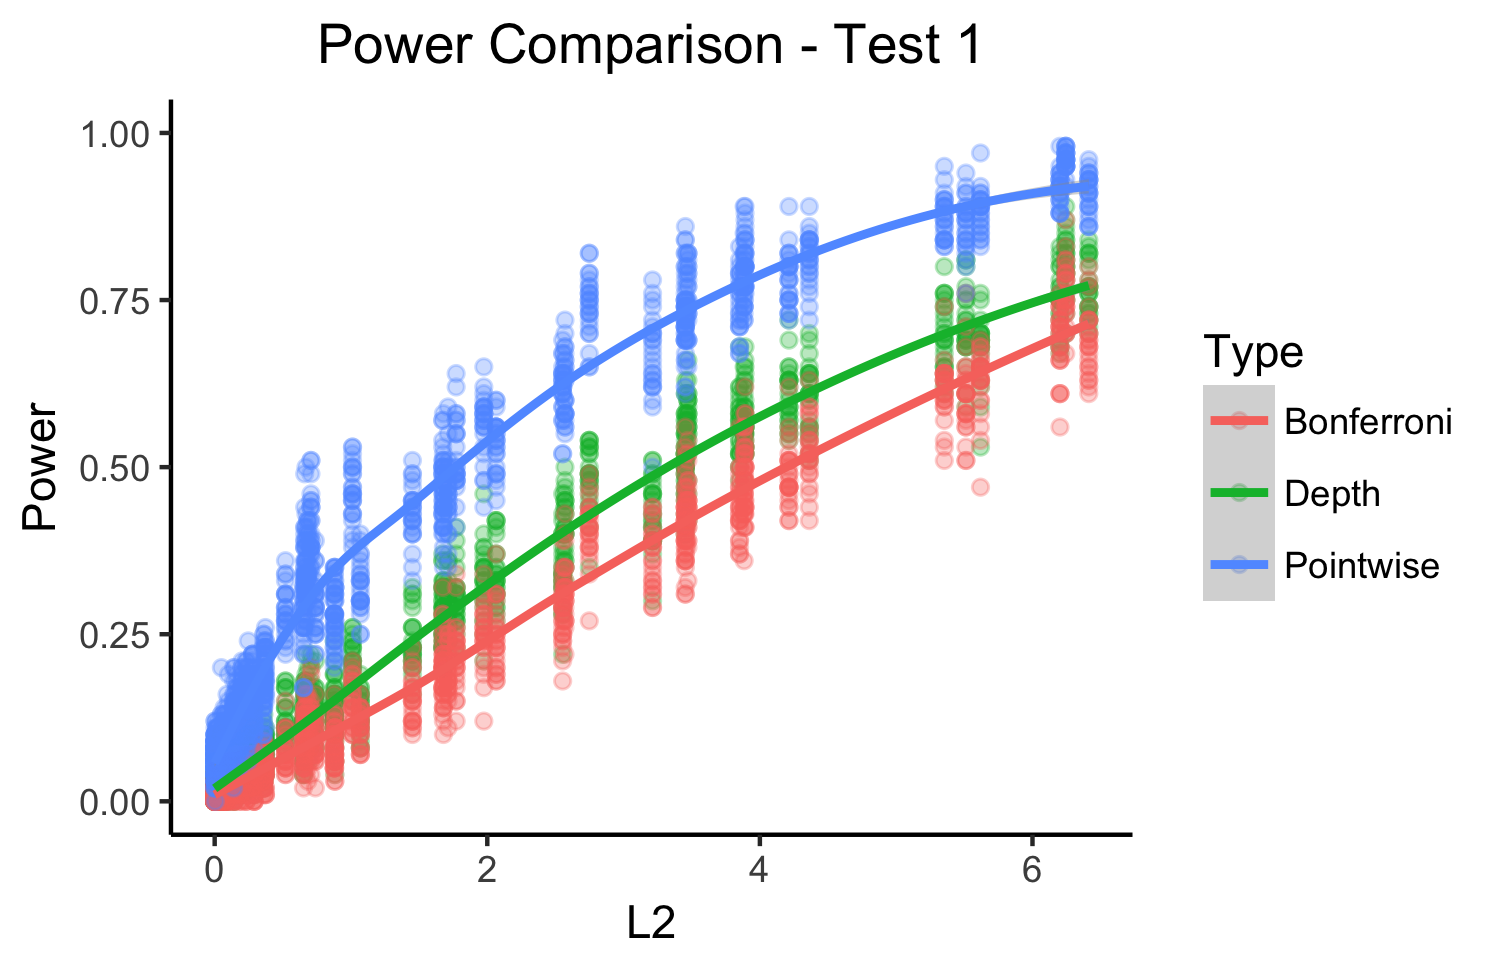 Power Comparison - Test 1
1.00
0.75
0.50
0.25
0.00
Power
0 2 4 6
L2
Type
Bonferroni
Depth
Pointwise